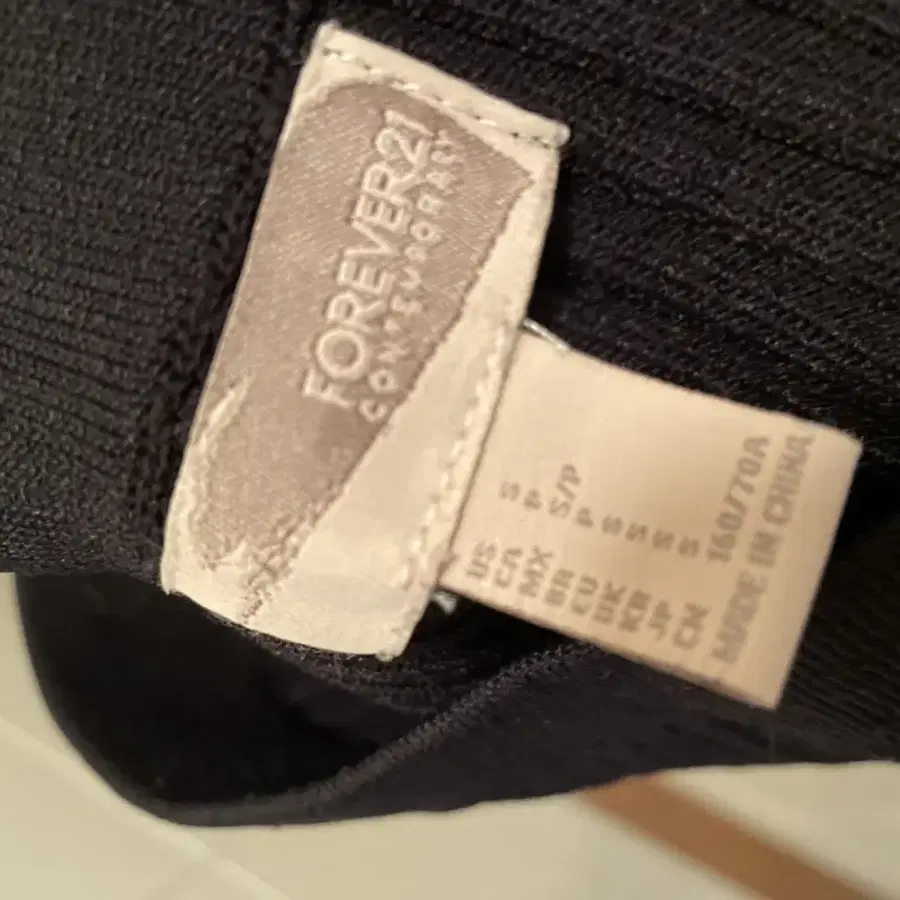 FOREVER21
CONTEMPORARY
US S
CA P
MX S/P
BR P
EU S
UK S
KR S
JP S
CN 160/70A
MADE IN CHINA